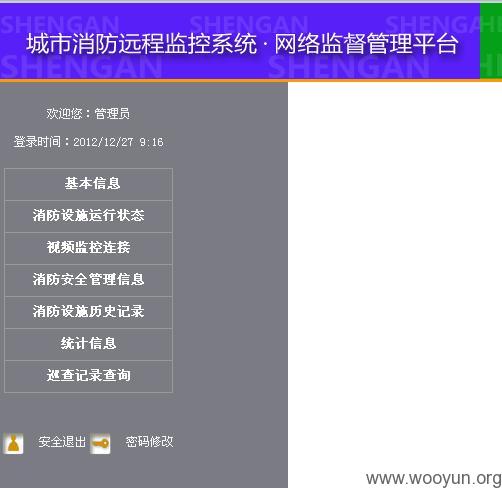 SHENGAN SHENGAN SHENGAN
城市消防远程监控系统 · 网络监督管理平台
SHENGAN SHENGAN SHENGAN
欢迎您：管理员
登录时间：2012/12/27 9:16
基本信息
消防设施运行状态
视频监控连接
消防安全管理信息
消防设施历史记录
统计信息
巡查记录查询
安全退出 密码修改
www.wooyun.org